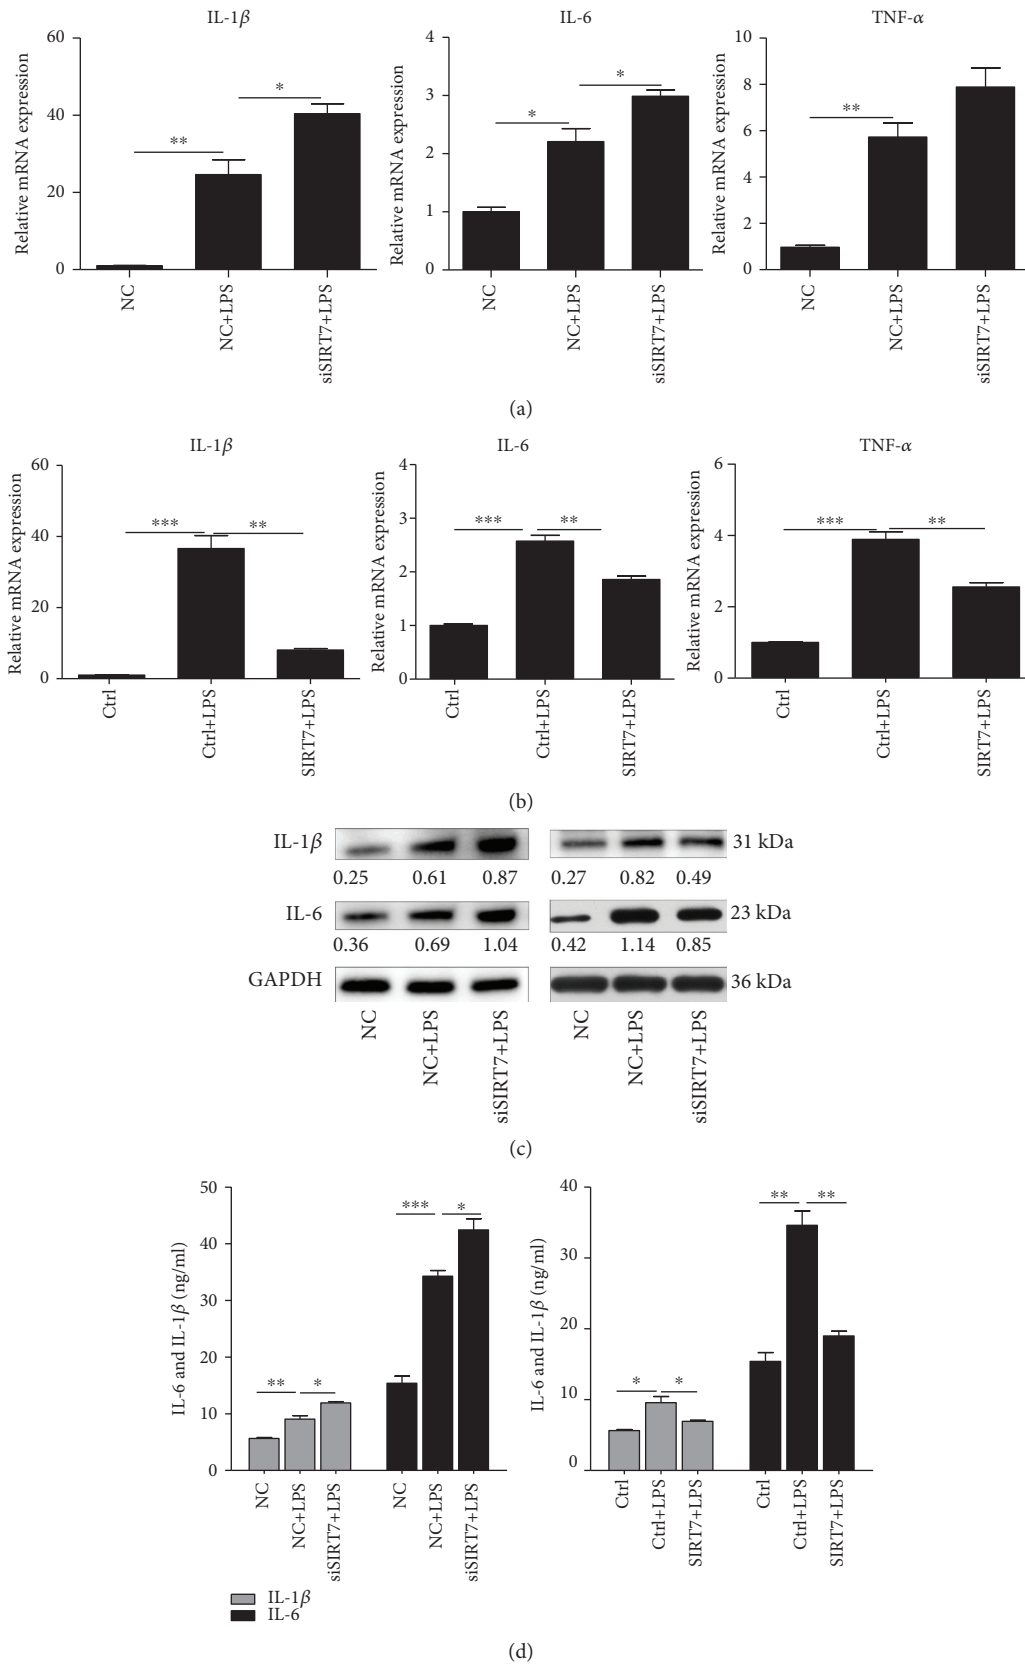 IL-1β
IL-6
TNF-α
Relative mRNA expression
60
40
20
0
**
*
NC
NC+LPS
siSIRT7+LPS
Relative mRNA expression
4
3
2
1
0
*
*
NC
NC+LPS
siSIRT7+LPS
Relative mRNA expression
10
8
6
4
2
0
**
NC
NC+LPS
siSIRT7+LPS
(a)
IL-1β
IL-6
TNF-α
Relative mRNA expression
60
40
20
0
***
**
Ctrl
Ctrl+LPS
SIRT7+LPS
Relative mRNA expression
4
3
2
1
0
***
**
Ctrl
Ctrl+LPS
SIRT7+LPS
Relative mRNA expression
6
4
2
0
***
**
Ctrl
Ctrl+LPS
SIRT7+LPS
(b)
IL-1β
31 kDa
0.25 0.61 0.87 0.27 0.82 0.49
IL-6
23 kDa
0.36 0.69 1.04 0.42 1.14 0.85
GAPDH
36 kDa
NC
NC+LPS
siSIRT7+LPS
NC
NC+LPS
siSIRT7+LPS
(c)
IL-6 and IL-1β (ng/ml)
50
40
30
20
10
0
**
*
***
*
NC
NC+LPS
siSIRT7+LPS
NC
NC+LPS
siSIRT7+LPS
IL-1β
IL-6
IL-6 and IL-1β (ng/ml)
40
30
20
10
0
*
*
**
**
Ctrl
Ctrl+LPS
SIRT7+LPS
Ctrl
Ctrl+LPS
SIRT7+LPS
(d)